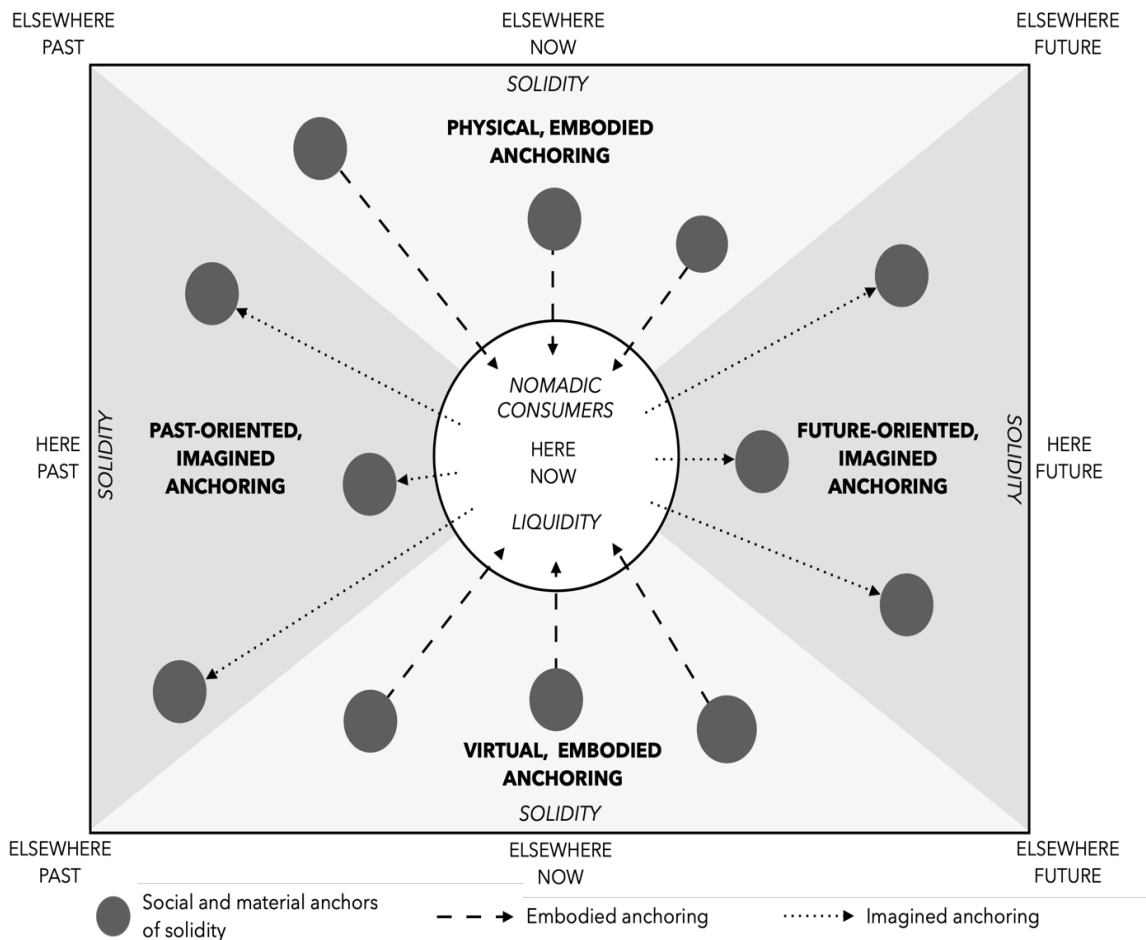 ELSEWHERE
PAST
ELSEWHERE
NOW
ELSEWHERE
FUTURE
SOLIDITY
PHYSICAL, EMBODIED
ANCHORING
NOMADIC
CONSUMERS
HERE
NOW
LIQUIDITY
HERE
PAST
SOLIDITY
PAST-ORIENTED,
IMAGINED
ANCHORING
FUTURE-ORIENTED,
IMAGINED
ANCHORING
SOLIDITY
HERE
FUTURE
VIRTUAL, EMBODIED
ANCHORING
SOLIDITY
ELSEWHERE
PAST
ELSEWHERE
NOW
ELSEWHERE
FUTURE
Social and material anchors
of solidity
Embodied anchoring
Imagined anchoring